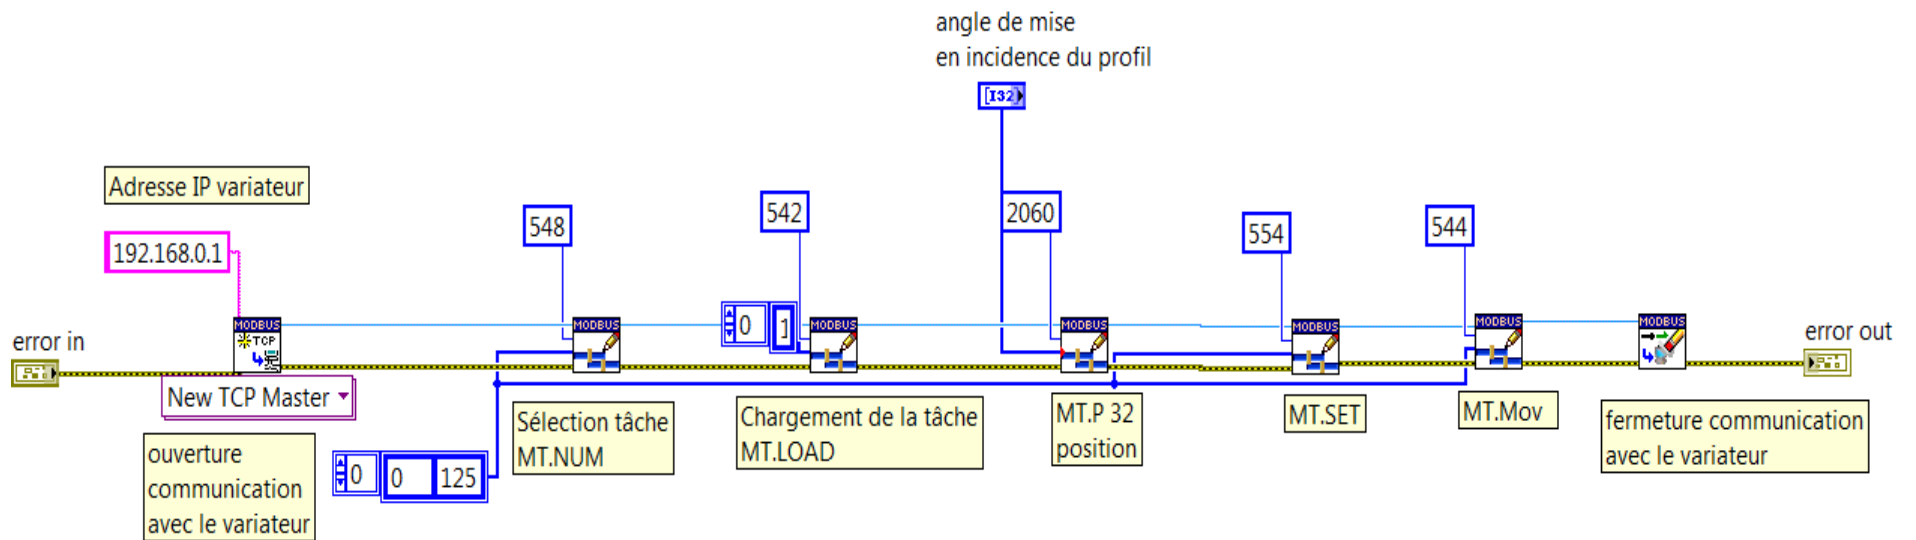 angle de mise
en incidence du profil
[I32]
Adresse IP variateur
192.168.0.1
548
542
2060
554
544
error in
MODBUS
TCP
MODBUS
0
1
MODBUS
MODBUS
MODBUS
MODBUS
MODBUS
error out
New TCP Master
Sélection tâche
MT.NUM
Chargement de la tâche
MT.LOAD
MT.P 32
position
MT.SET
MT.Mov
fermeture communication
avec le variateur
ouverture
communication
avec le variateur
0
0
125